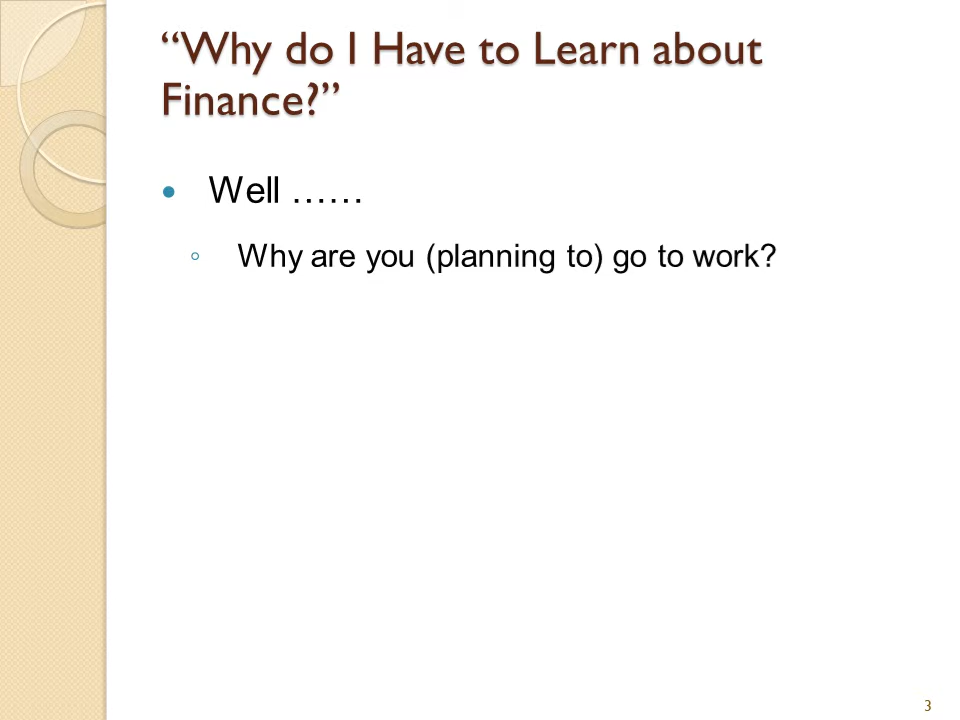 “Why do I Have to Learn about
Finance?”
• Well ……
◦ Why are you (planning to) go to work?
3